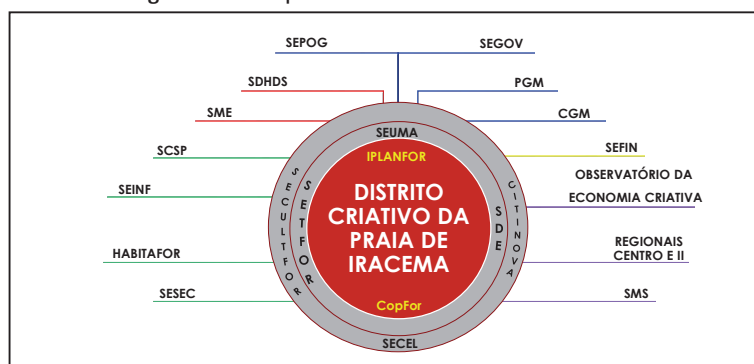 SEPOG
SEGOV
SDHDS
PGM
SME
CGM
SEUMA
SCSP
IPLANFOR
SEFIN
SECULTFOR
SETFOR
DISTRITO
CRIATIVO DA
PRAIA DE
IRACEMA
SDE
CITINOVA
OBSERVATÓRIO DA
ECONOMIA CRIATIVA
SEINF
HABITAFOR
REGIONAIS
CENTRO E II
SESEC
CopFor
SMS
SECEL